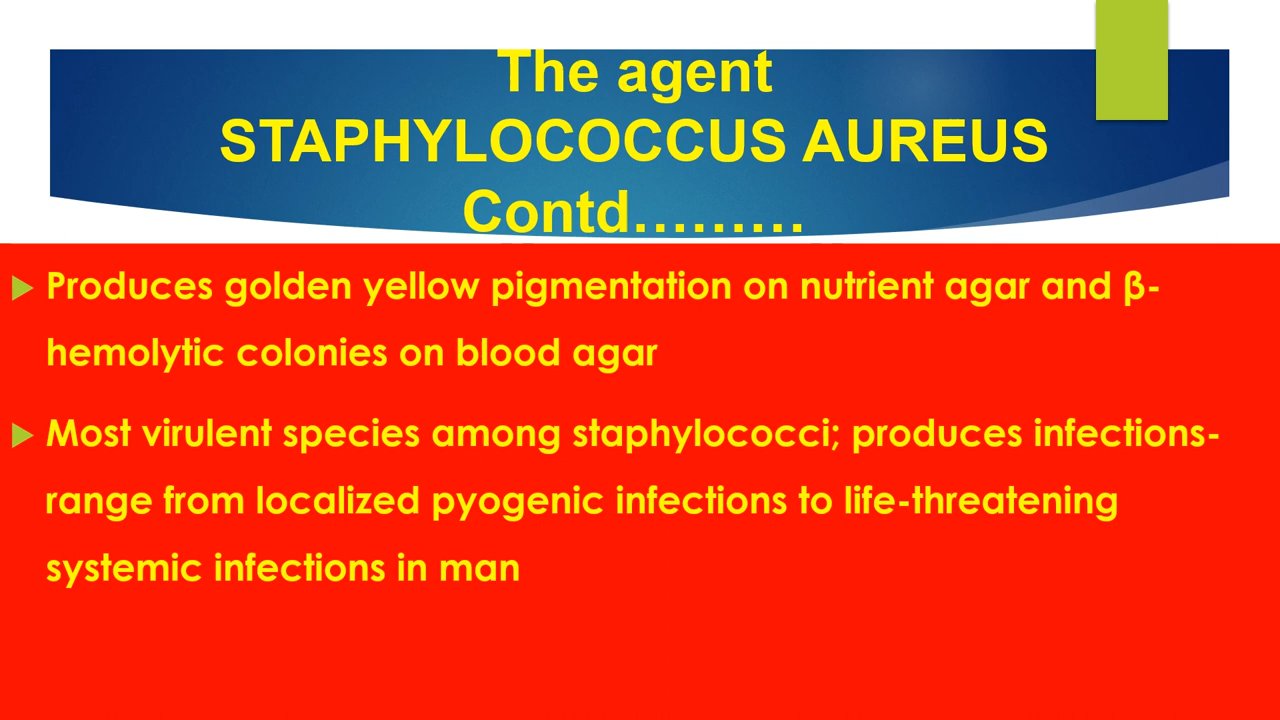 The agent
STAPHYLOCOCCUS AUREUS
Contd………
Produces golden yellow pigmentation on nutrient agar and β-
hemolytic colonies on blood agar
Most virulent species among staphylococci; produces infections-
range from localized pyogenic infections to life-threatening
systemic infections in man